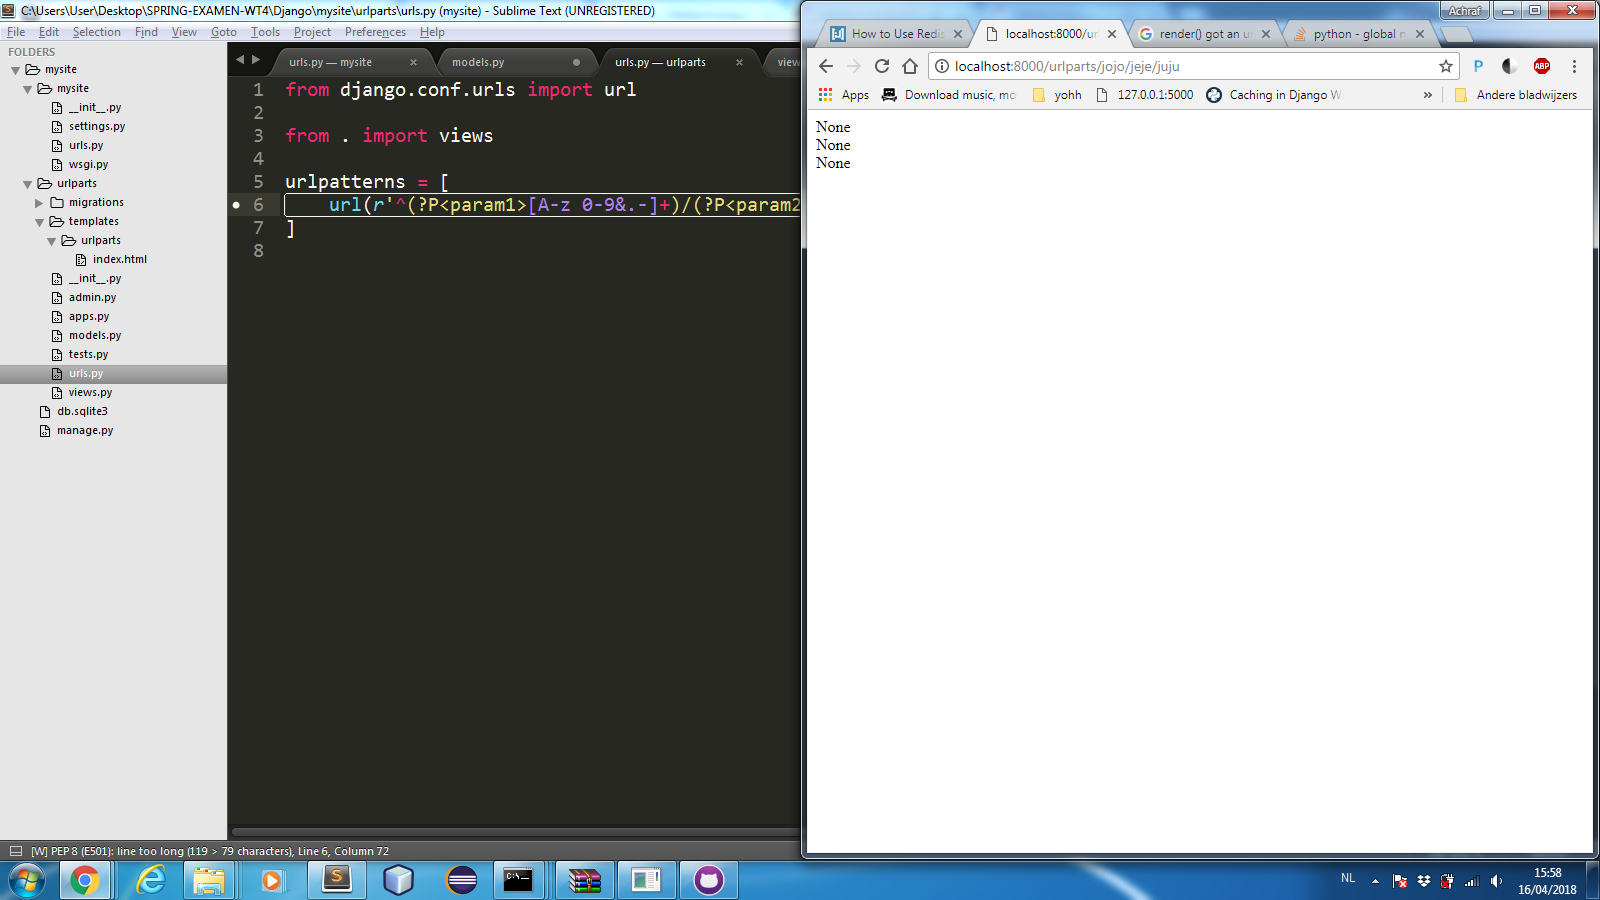 C:\Users\User\Desktop\SPRING-EXAMEN-WT4\Django\mysite\urlparts\urls.py (mysite) - Sublime Text (UNREGISTERED)
File Edit Selection Find View Goto Tools Project Preferences Help
FOLDERS
mysite
mysite
__init__.py
settings.py
urls.py
wsgi.py
urlparts
migrations
templates
urlparts
index.html
__init__.py
admin.py
apps.py
models.py
tests.py
urls.py
views.py
db.sqlite3
manage.py
urls.py — mysite
models.py
urls.py — urlparts
view
1 from django.conf.urls import url
2
3 from . import views
4
5 urlpatterns = [
6 url(r'^(?P<param1>[A-z 0-9&.-]+)/(?P<param2
7 ]
8
[W] PEP 8 (E501): line too long (119 > 79 characters), Line 6, Column 72
Achraf
How to Use Redis
localhost:8000/ur
render() got an un
python - global n
localhost:8000/urlparts/jojo/jeje/juju
P
ABP
Apps
Download music, mo
yohh
127.0.0.1:5000
Caching in Django W
»
Andere bladwijzers
None
None
None
NL
15:58
16/04/2018